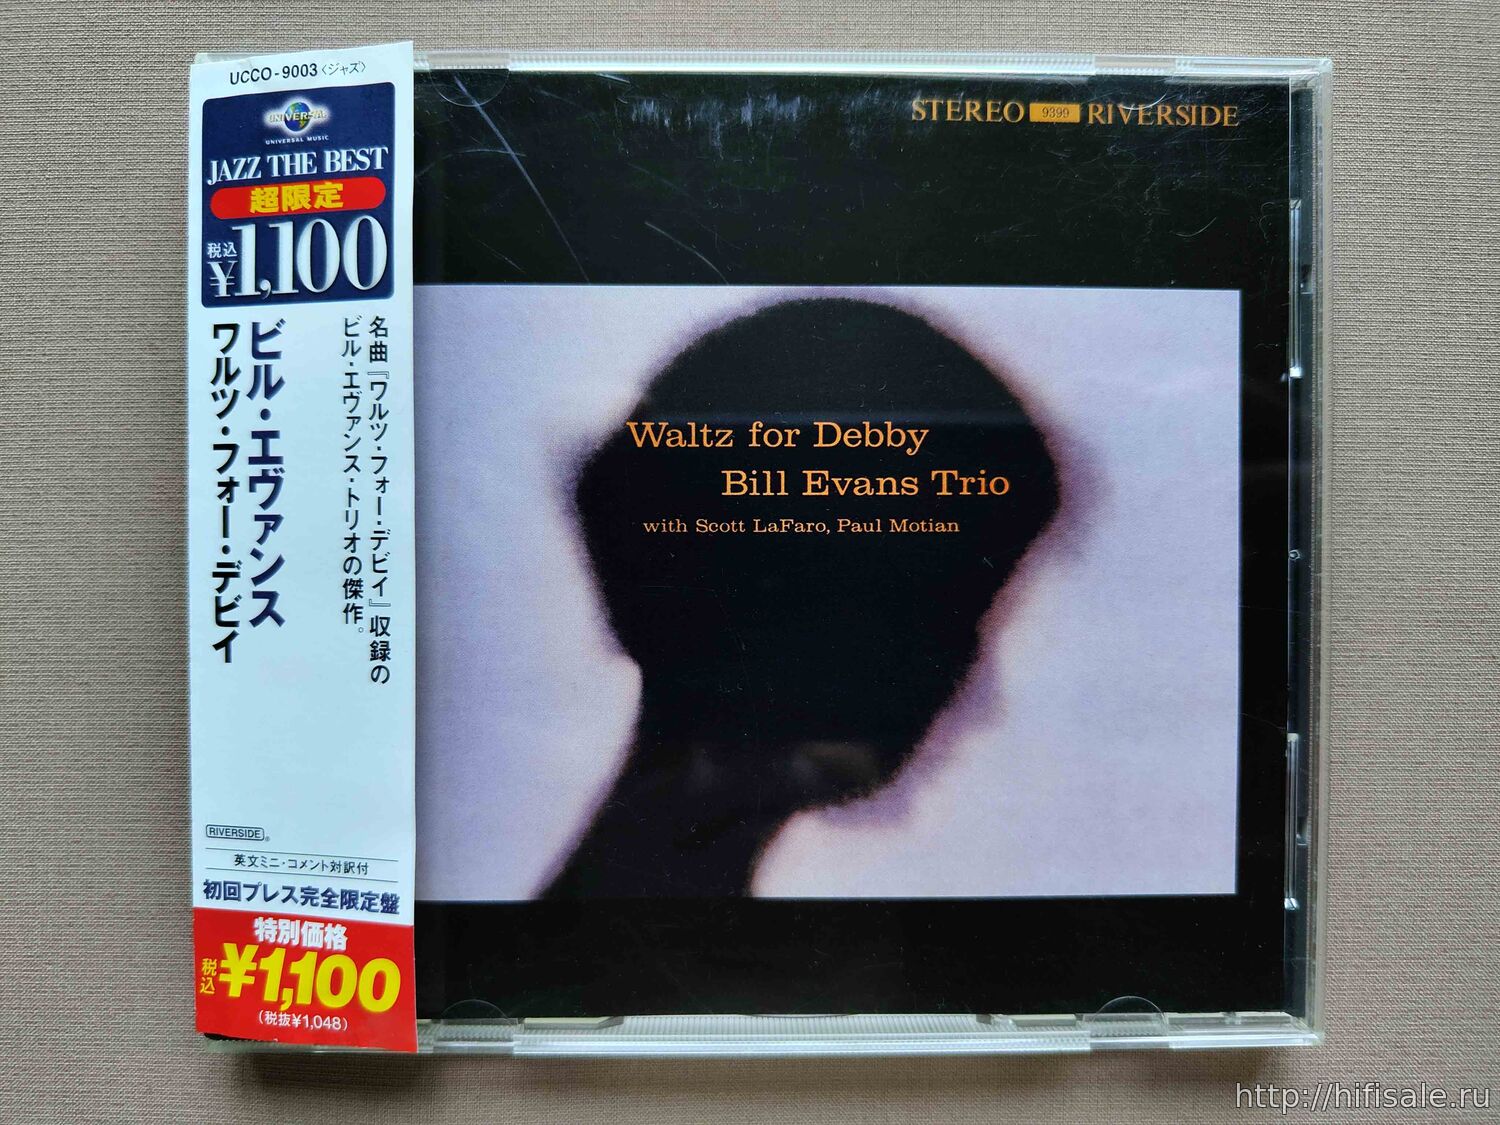 UCCO-9003〈ジャズ〉
UNIVERSAL
UNIVERSAL MUSIC
JAZZ THE BEST
超限定
税込
¥1,100
名曲『ワルツ・フォー・デビイ』収録の
ビル・エヴァンス・トリオの傑作。
ビル・エヴァンス
ワルツ・フォー・デビイ
RIVERSIDE
英文ミニ・コメント対訳付
初回プレス完全限定盤
特別価格
税込 ¥1,100
(税抜¥1,048)
STEREO 9399 RIVERSIDE
Waltz for Debby
Bill Evans Trio
with Scott LaFaro, Paul Motian
http://hifisale.ru